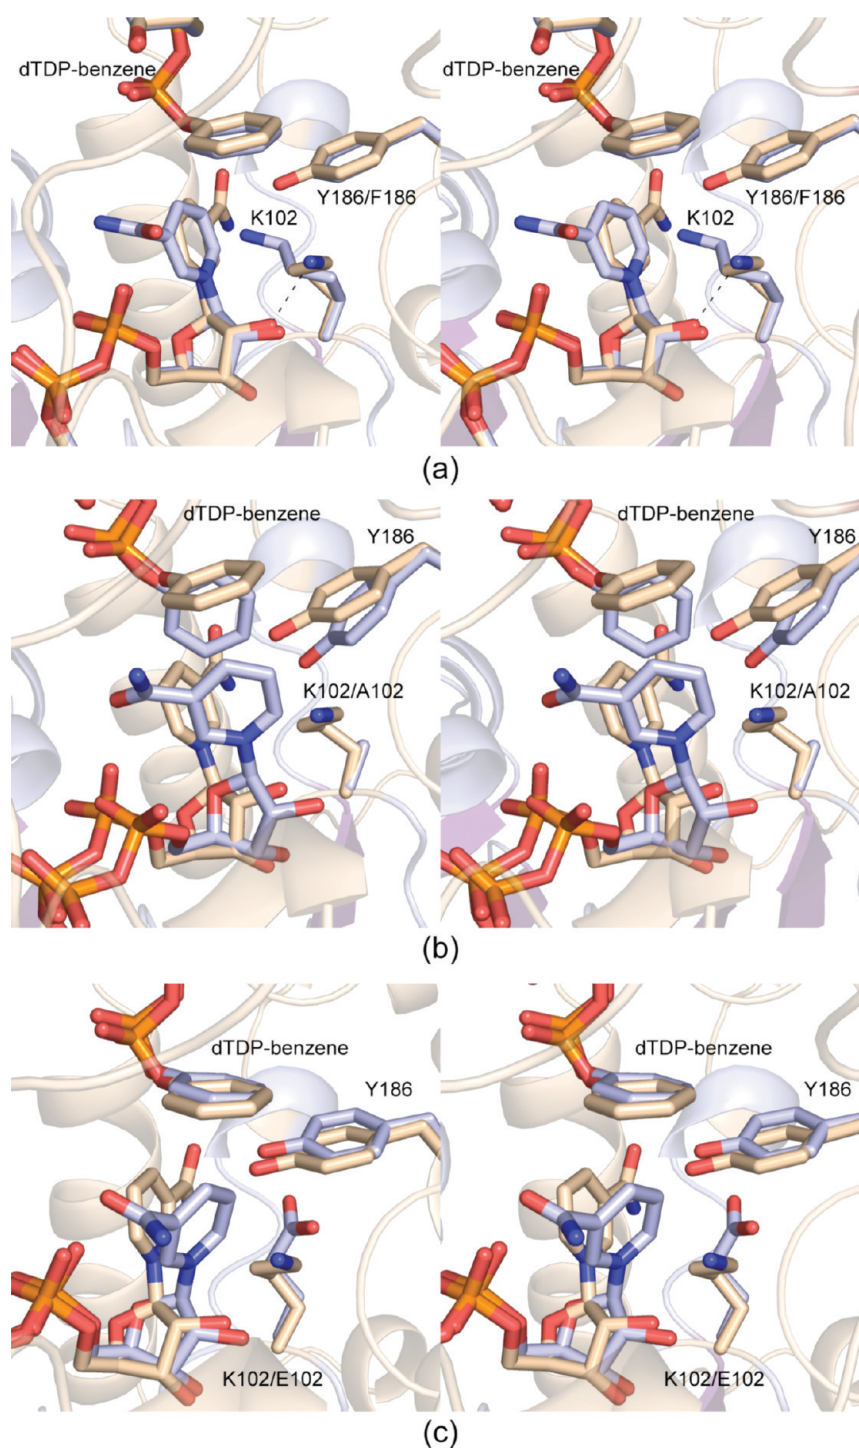 dTDP-benzene
dTDP-benzene
Y186/F186
Y186/F186
K102
K102
(a)
dTDP-benzene
dTDP-benzene
Y186
Y186
K102/A102
K102/A102
(b)
dTDP-benzene
dTDP-benzene
Y186
Y186
K102/E102
K102/E102
(c)